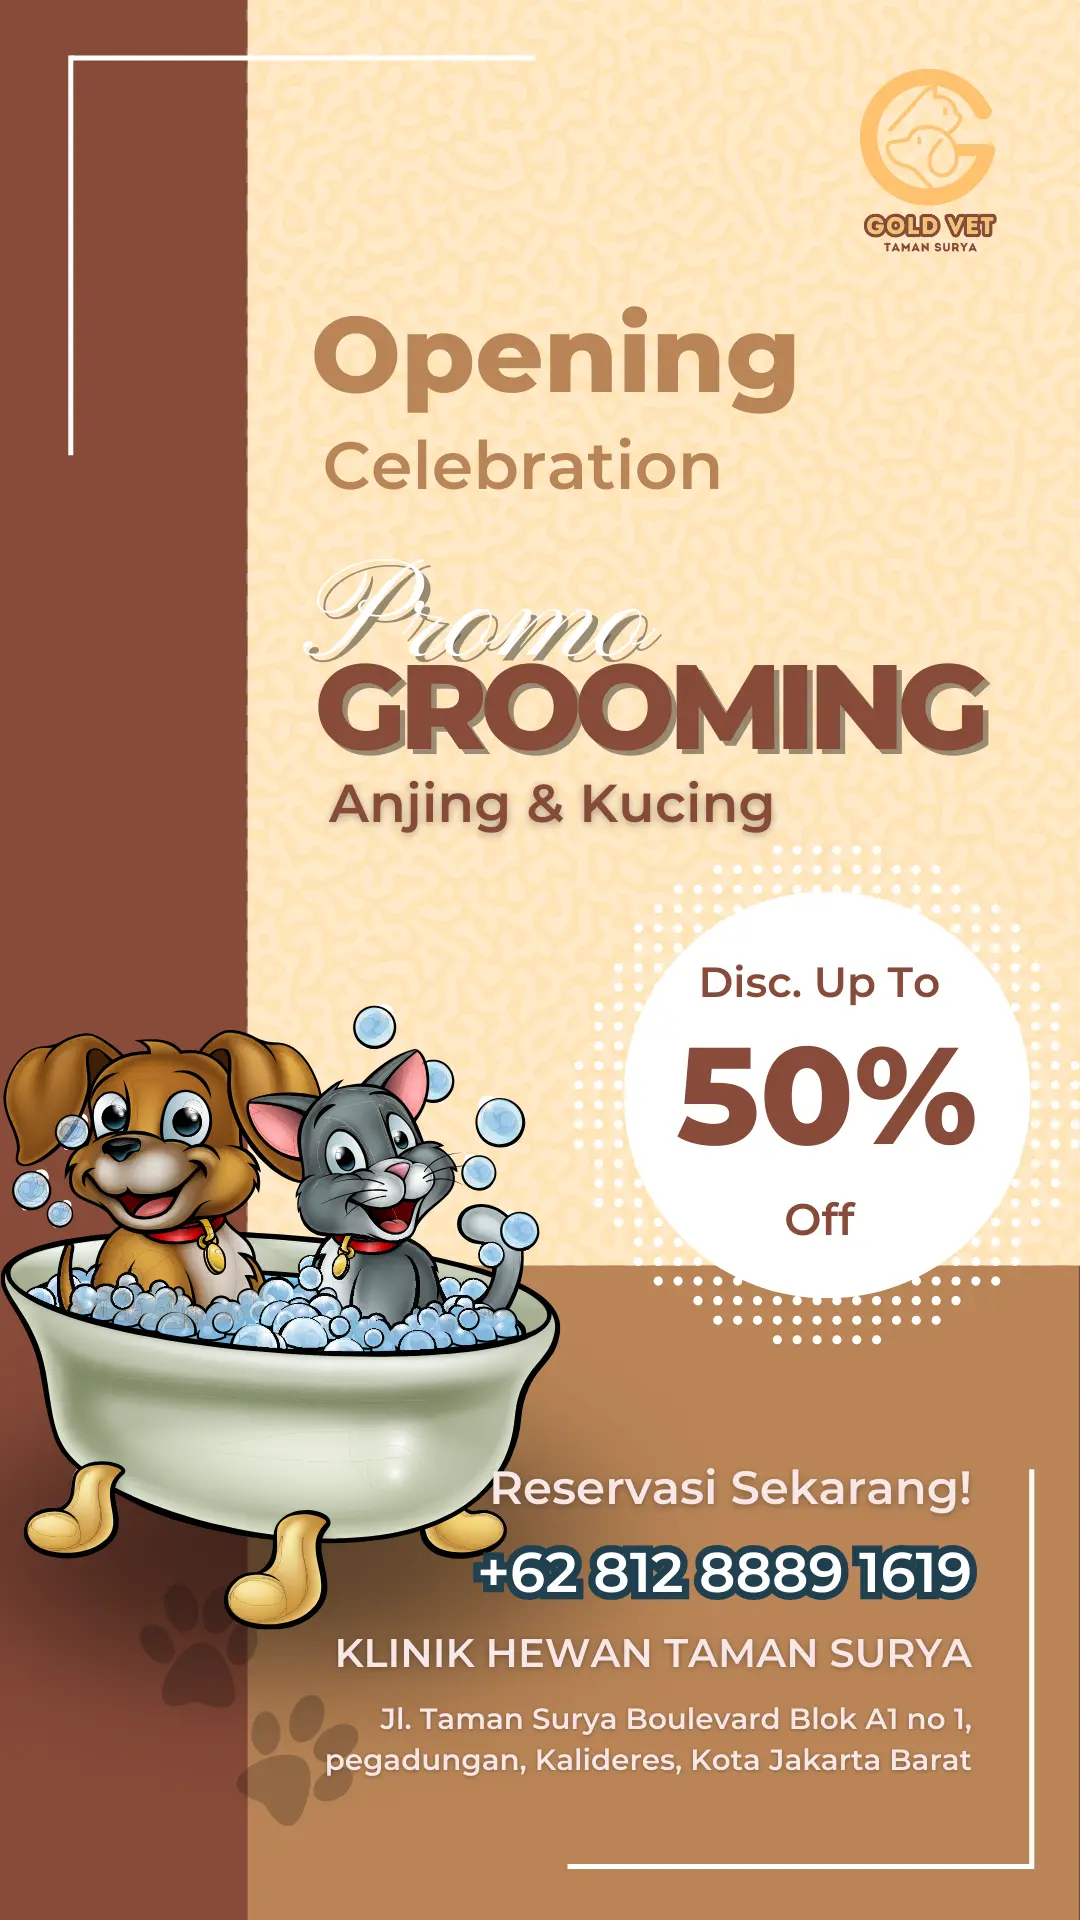 GOLD VET
TAMAN SURYA
Opening
Celebration
Promo
GROOMING
Anjing & Kucing
Disc. Up To
50%
Off
Reservasi Sekarang!
+62 812 8889 1619
KLINIK HEWAN TAMAN SURYA
Jl. Taman Surya Boulevard Blok A1 no 1,
pegadungan, Kalideres, Kota Jakarta Barat